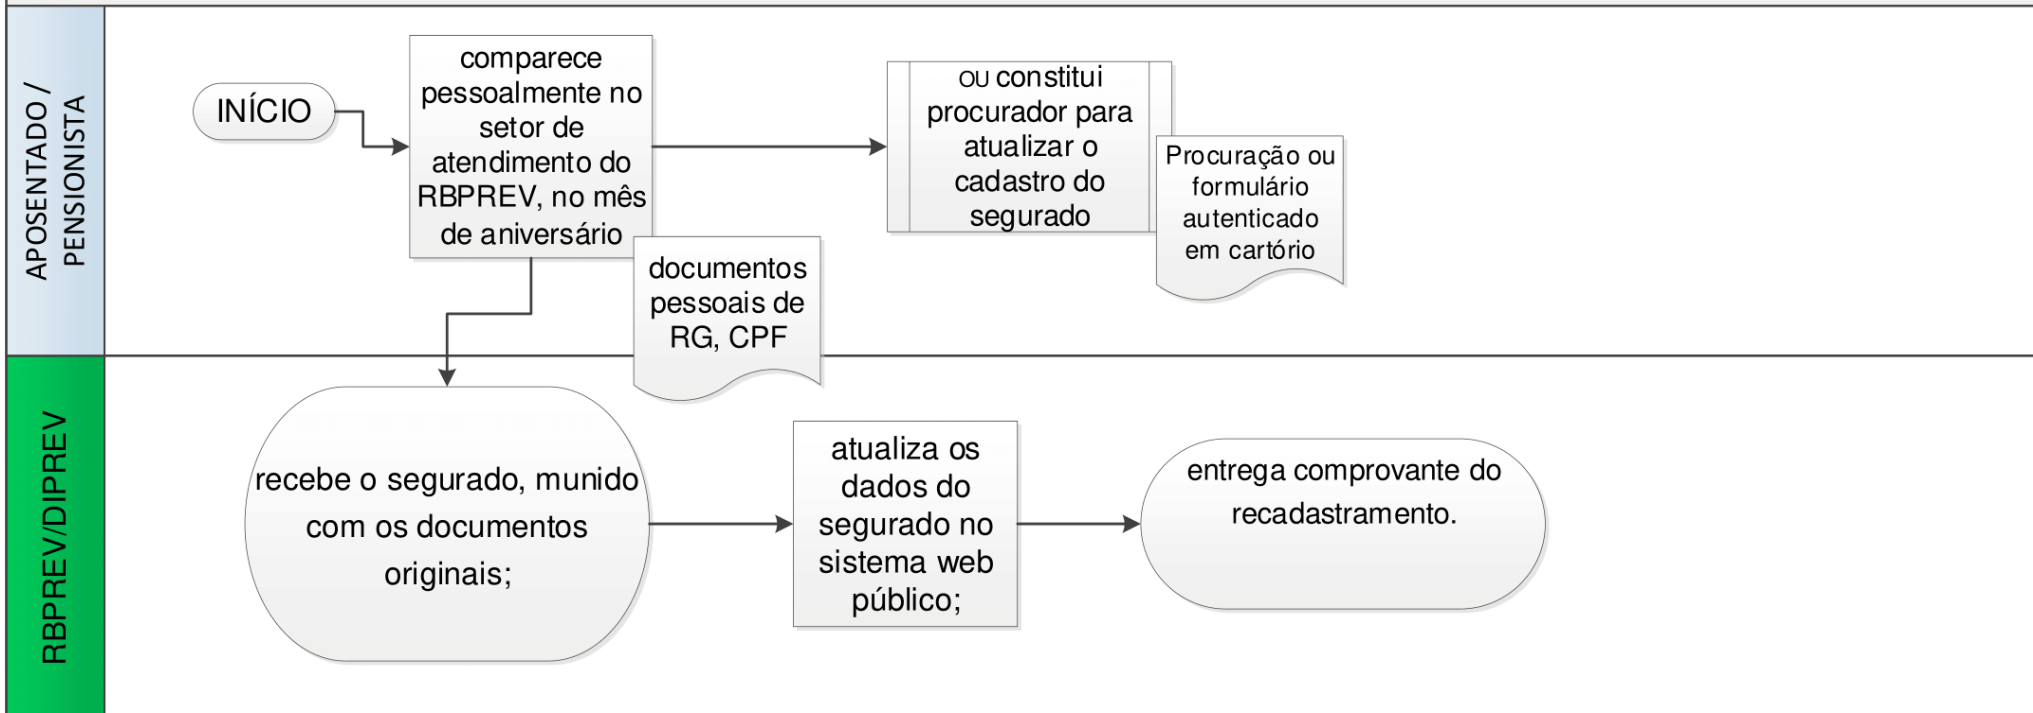 APOSENTADO /
PENSIONISTA
INÍCIO
comparece
pessoalmente no
setor de
atendimento do
RBPREV, no mês
de aniversário
documentos
pessoais de
RG, CPF
OU constitui
procurador para
atualizar o
cadastro do
segurado
Procuração ou
formulário
autenticado
em cartório
RBPREV/DIPREV
recebe o segurado, munido
com os documentos
originais;
atualiza os
dados do
segurado no
sistema web
público;
entrega comprovante do
recadastramento.